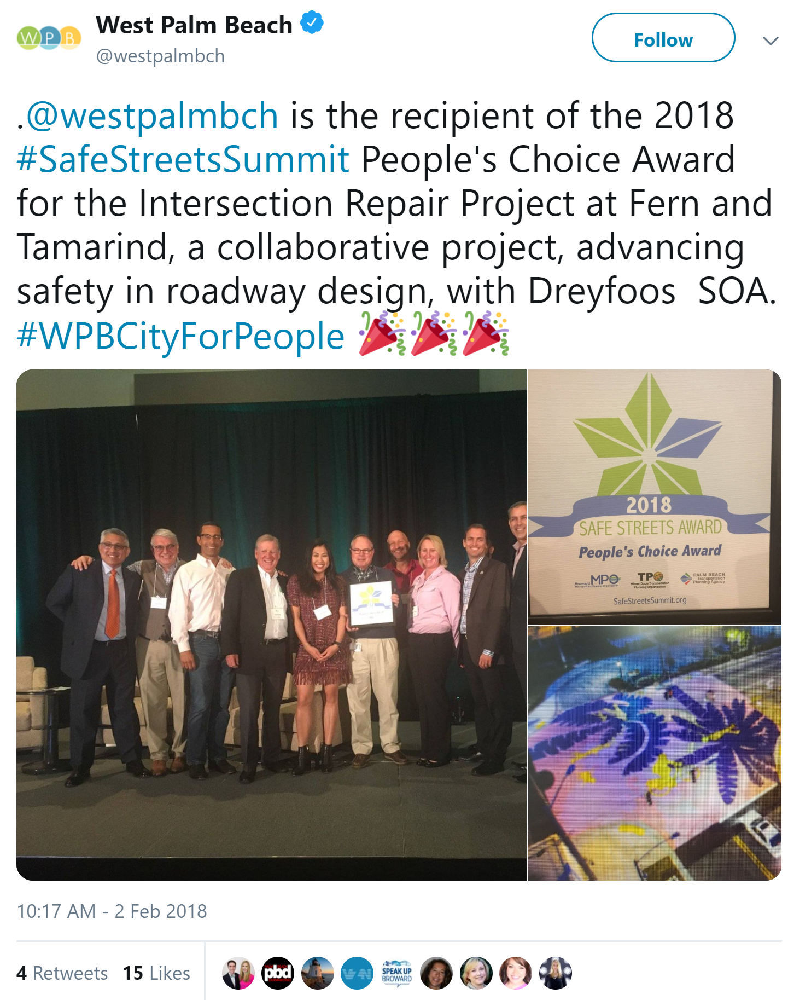 W P B
West Palm Beach
@westpalmbch
Follow
.@westpalmbch is the recipient of the 2018
#SafeStreetsSummit People's Choice Award
for the Intersection Repair Project at Fern and
Tamarind, a collaborative project, advancing
safety in roadway design, with Dreyfoos  SOA.
#WPBCityForPeople
2018
SAFE STREETS AWARD
People's Choice Award
Broward MPO
Metropolitan Planning Organization
TPO
Miami-Dade Transportation
Planning Organization
PALM BEACH
Transportation
Planning Agency
SafeStreetsSummit.org
10:17 AM - 2 Feb 2018
4 Retweets 15 Likes
pbd
SPEAK UP
BROWARD